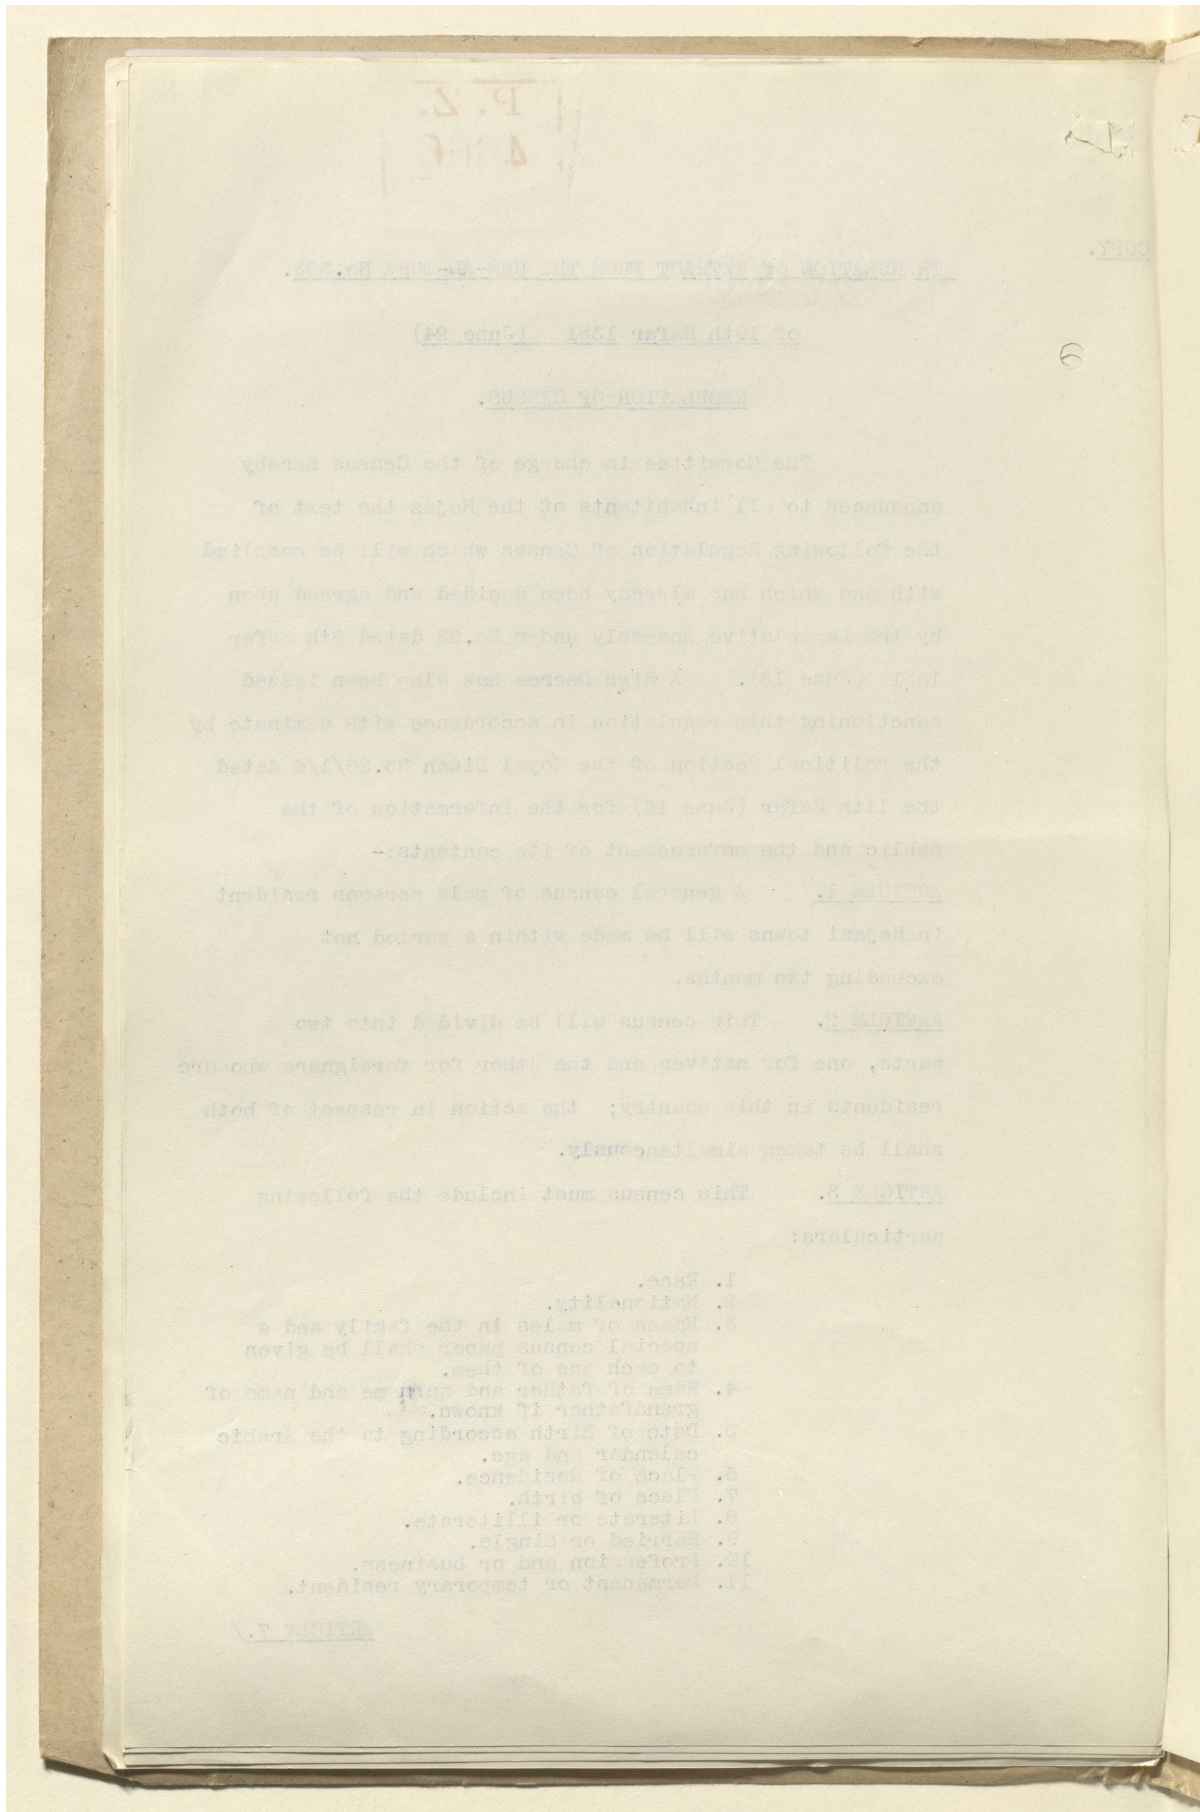 COPY.
P.Z.
TRANSLATION OF EXTRACT FROM THE UMM-AL-QURA No.393.
of 19th Safar 1351 (June 24)
REGULATION OF CENSUS.
The Committee in charge of the Census hereby
announces to all inhabitants of the Hejaz the text of
the following Regulation of Census which will be complied
with and which has already been decided and agreed upon
by the Legislative Assembly under No.83 dated 8th Safar
1351 (June 13). A High Decree has also been issued
sanctioning this regulation in accordance with a minute by
the Political Section of the Royal Diwan No.26/1/6 dated
the 11th Safar (June 16) for the information of the
public and the enforcement of its contents:-
ARTICLE 1. A general census of male persons resident
in Hejazi towns will be made within a period not
exceeding two months.
ARTICLE 2. This census will be divided into two
parts, one for natives and the other for foreigners who are
residents in this country; the action in respect of both
shall be taken simultaneously.
ARTICLE 3. This census must include the following
particulars:
1. Race.
2. Nationality.
3. Names of males in the family and a
special census paper shall be given
to each one of them.
4. Name of father and surname and name of
grandfather if known.
5. Date of Birth according to the Arabic
calendar and age.
6. Place of Residence.
7. Place of birth.
8. Literate or illiterate.
9. Married or single.
10. Profession and or business.
11. Permanent or temporary resident.
ARTICLE 7./